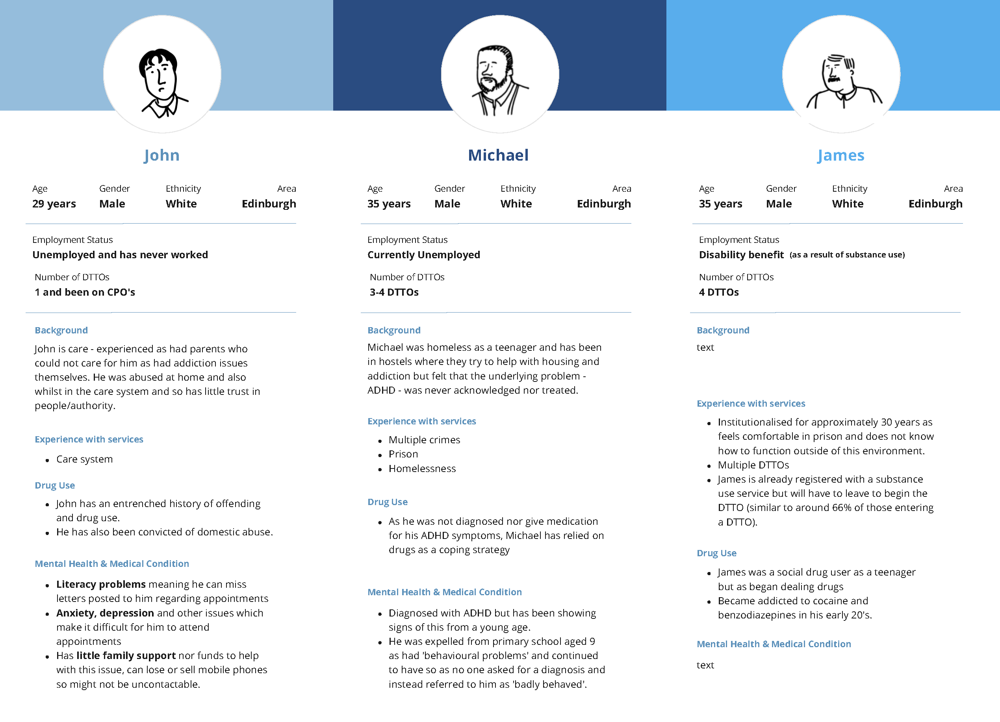 John
Age Gender Ethnicity Area
29 years Male White Edinburgh
Employment Status
Unemployed and has never worked
Number of DTTOs
1 and been on CPO's
Background
John is care - experienced as had parents who
could not care for him as had addiction issues
themselves. He was abused at home and also
whilst in the care system and so has little trust in
people/authority.
Experience with services
• Care system
Drug Use
• John has an entrenched history of offending
and drug use.
• He has also been convicted of domestic abuse.
Mental Health & Medical Condition
• Literacy problems meaning he can miss
letters posted to him regarding appointments
• Anxiety, depression and other issues which
make it difficult for him to attend
appointments
• Has little family support nor funds to help
with this issue, can lose or sell mobile phones
so might not be uncontactable.
Michael
Age Gender Ethnicity Area
35 years Male White Edinburgh
Employment Status
Currently Unemployed
Number of DTTOs
3-4 DTTOs
Background
Michael was homeless as a teenager and has been
in hostels where they try to help with housing and
addiction but felt that the underlying problem -
ADHD - was never acknowledged nor treated.
Experience with services
• Multiple crimes
• Prison
• Homelessness
Drug Use
• As he was not diagnosed nor give medication
for his ADHD symptoms, Michael has relied on
drugs as a coping strategy
Mental Health & Medical Condition
• Diagnosed with ADHD but has been showing
signs of this from a young age.
• He was expelled from primary school aged 9
as had 'behavioural problems' and continued
to have so as no one asked for a diagnosis and
instead referred to him as 'badly behaved'.
James
Age Gender Ethnicity Area
35 years Male White Edinburgh
Employment Status
Disability benefit (as a result of substance use)
Number of DTTOs
4 DTTOs
Background
text
Experience with services
• Institutionalised for approximately 30 years as
feels comfortable in prison and does not know
how to function outside of this environment.
• Multiple DTTOs
• James is already registered with a substance
use service but will have to leave to begin the
DTTO (similar to around 66% of those entering
a DTTO).
Drug Use
• James was a social drug user as a teenager
but as began dealing drugs
• Became addicted to cocaine and
benzodiazepines in his early 20's.
Mental Health & Medical Condition
text